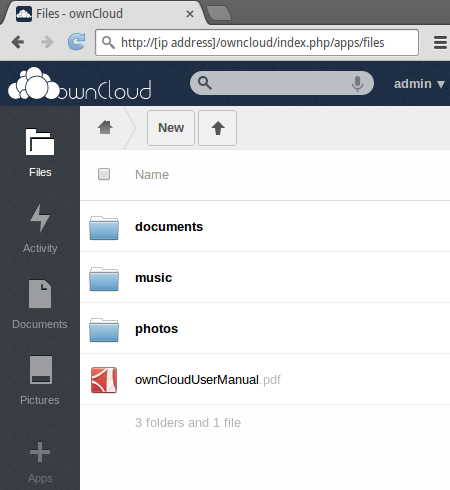 Files - ownCloud
http://[ip address]/owncloud/index.php/apps/files
ownCloud
admin
Files
Activity
Documents
Pictures
Apps
New
Name
documents
music
photos
ownCloudUserManual.pdf
3 folders and 1 file